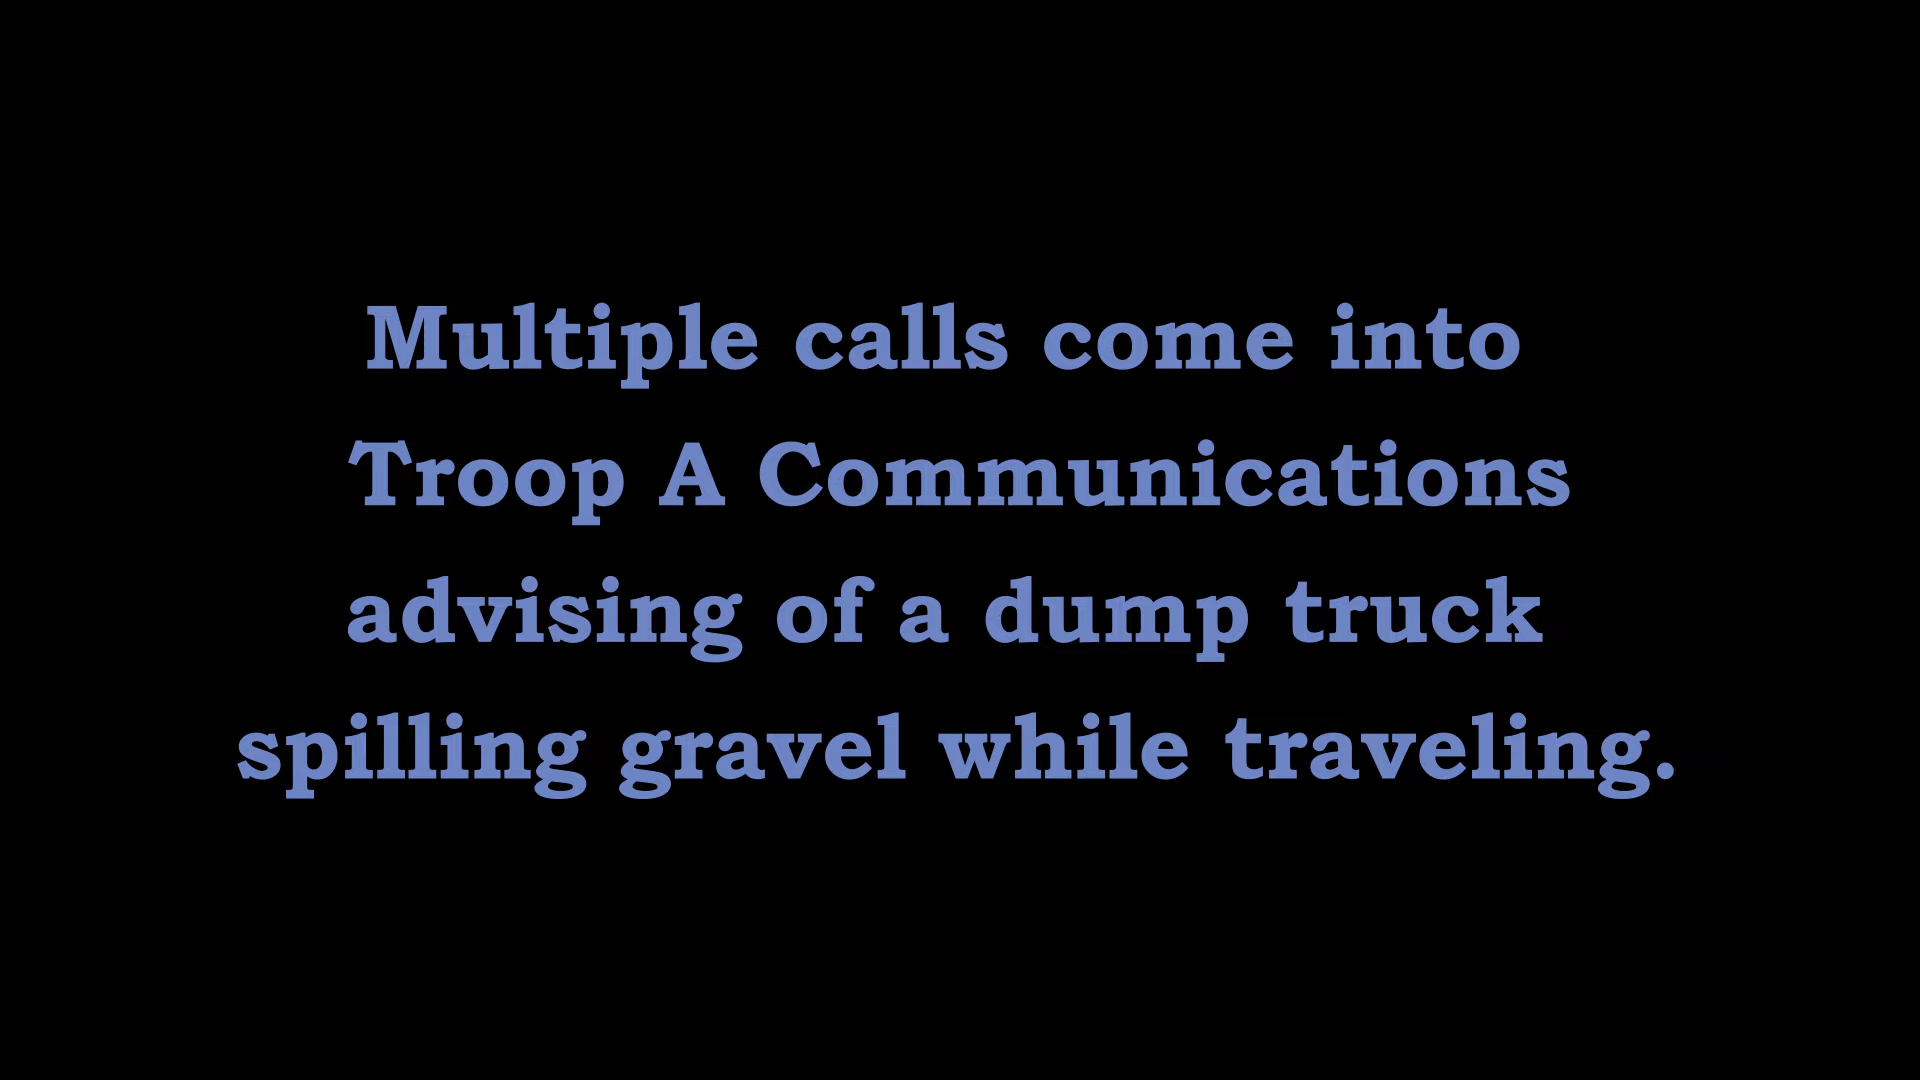 Multiple calls come into
Troop A Communications
advising of a dump truck
spilling gravel while traveling.